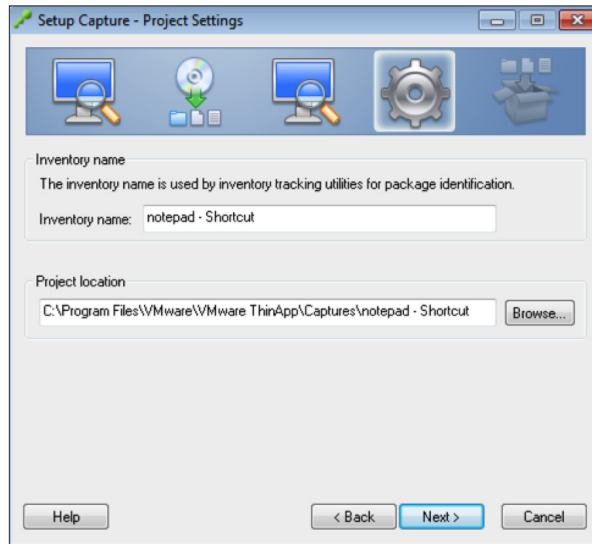 Setup Capture - Project Settings
Inventory name
The inventory name is used by inventory tracking utilities for package identification.
Inventory name: notepad - Shortcut
Project location
C:\Program Files\VMware\VMware ThinApp\Captures\notepad - Shortcut Browse...
Help < Back Next > Cancel